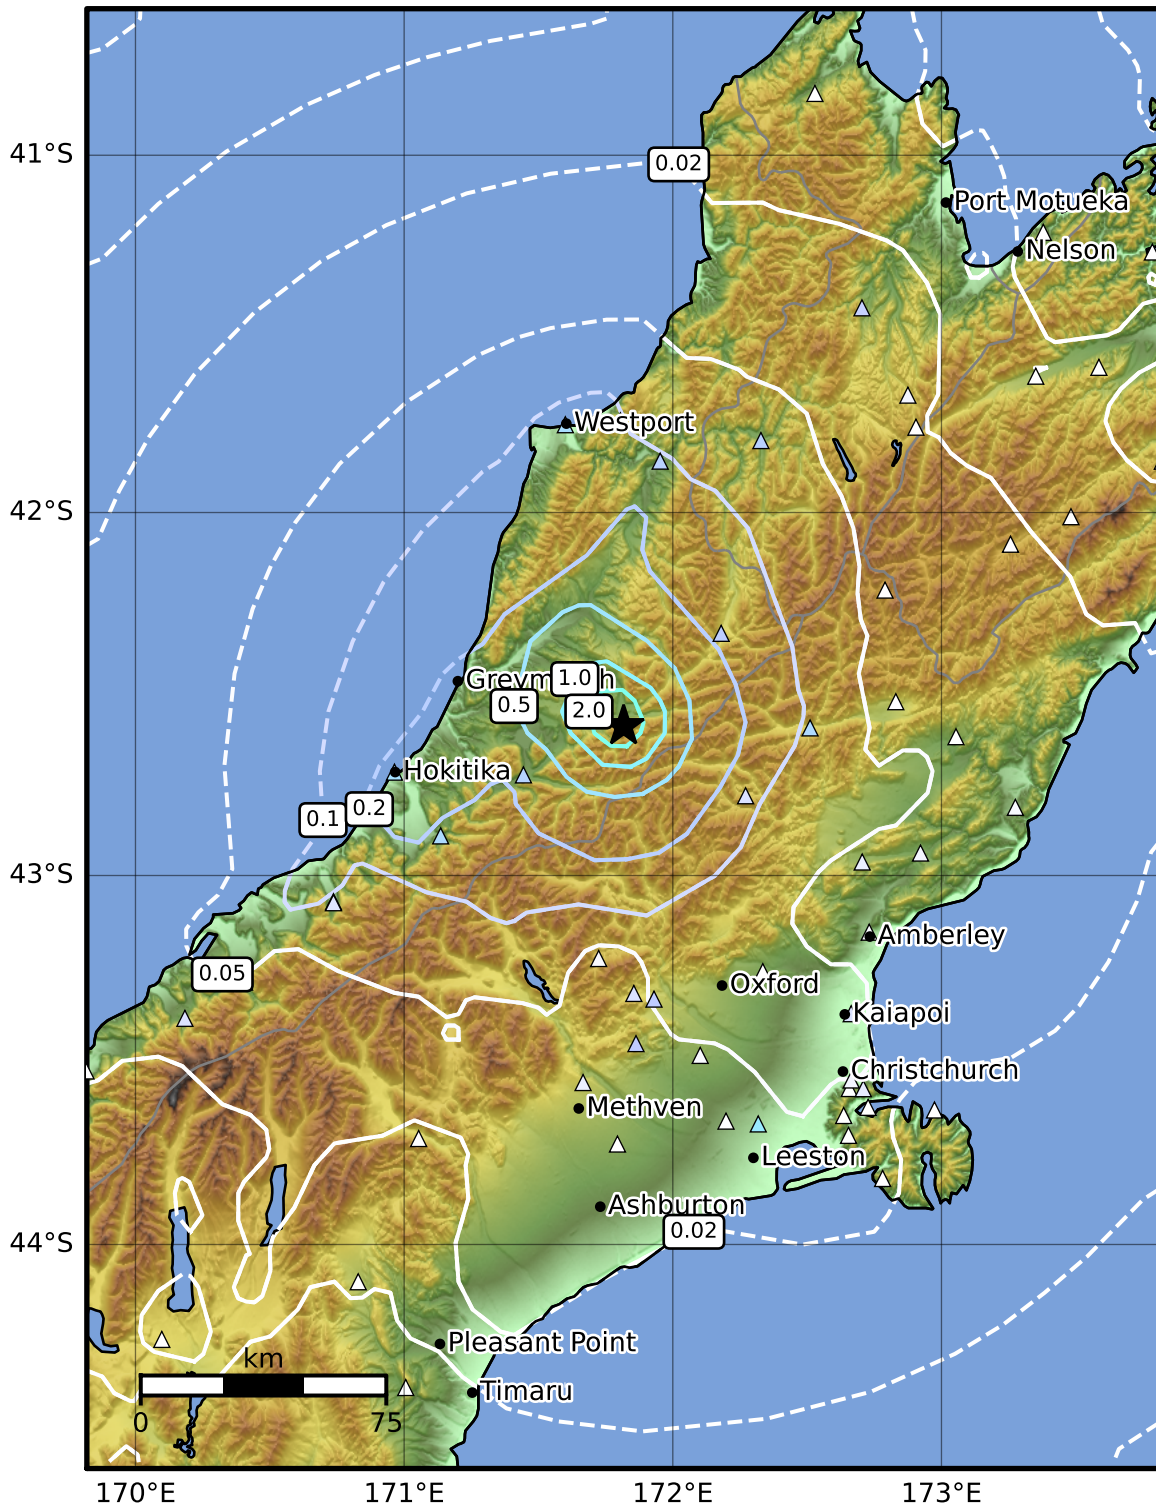 0.02
41°S
Port Motueka
Nelson
Westport
42°S
Greymouth
1.0
0.5
2.0
Hokitika
0.1
0.2
43°S
Amberley
0.05
Oxford
Kaiapoi
Christchurch
Methven
Leeston
Ashburton
0.02
44°S
Pleasant Point
km
Timaru
0
75
170°E
171°E
172°E
173°E